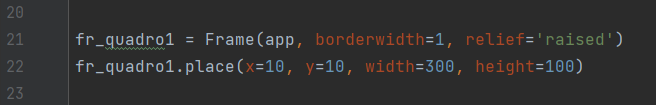 20
21 fr_quadro1 = Frame(app, borderwidth=1, relief='raised')
22 fr_quadro1.place(x=10, y=10, width=300, height=100)
23